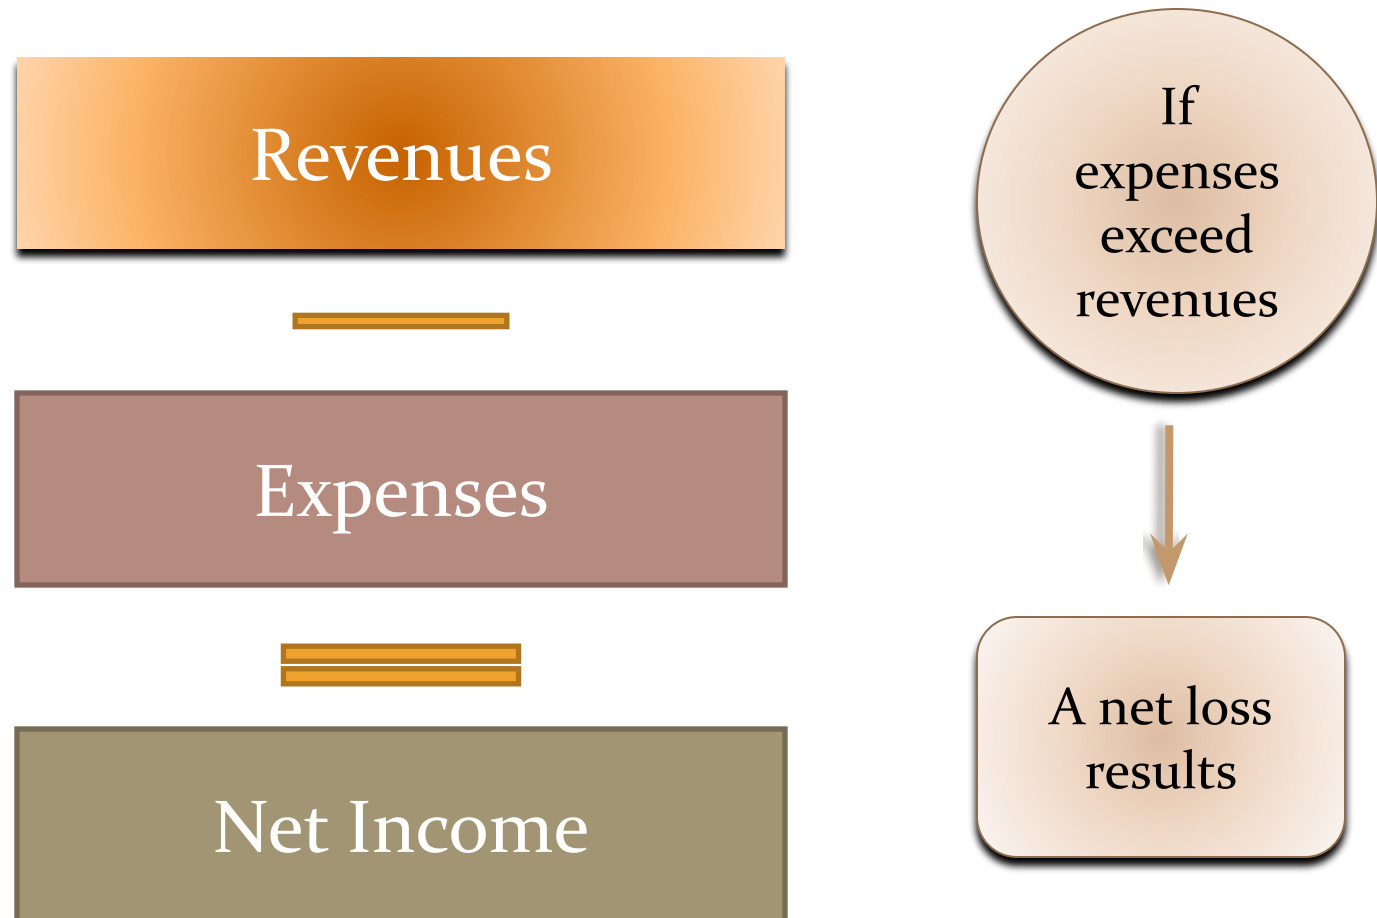 Revenues
Expenses
Net Income
If
expenses
exceed
revenues
A net loss
results